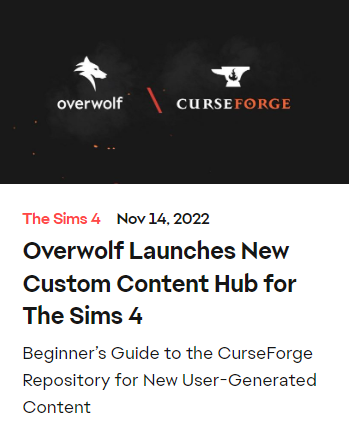 overwolf CURSEFORGE
The Sims 4 Nov 14, 2022
Overwolf Launches New
Custom Content Hub for
The Sims 4
Beginner's Guide to the CurseForge
Repository for New User-Generated
Content